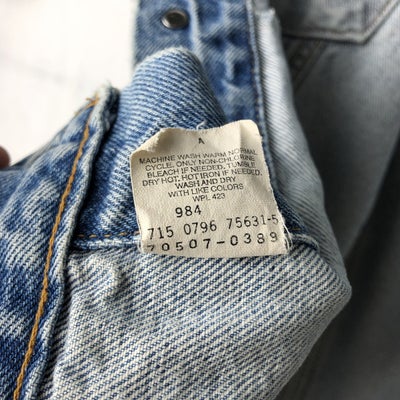 A
MACHINE WASH WARM NORMAL
CYCLE. ONLY NON-CHLORINE
BLEACH IF NEEDED. TUMBLE
DRY HOT. HOT IRON IF NEEDED.
WASH AND DRY
WITH LIKE COLORS
WPL 423
984
715 0796 75631-5
70507-0389